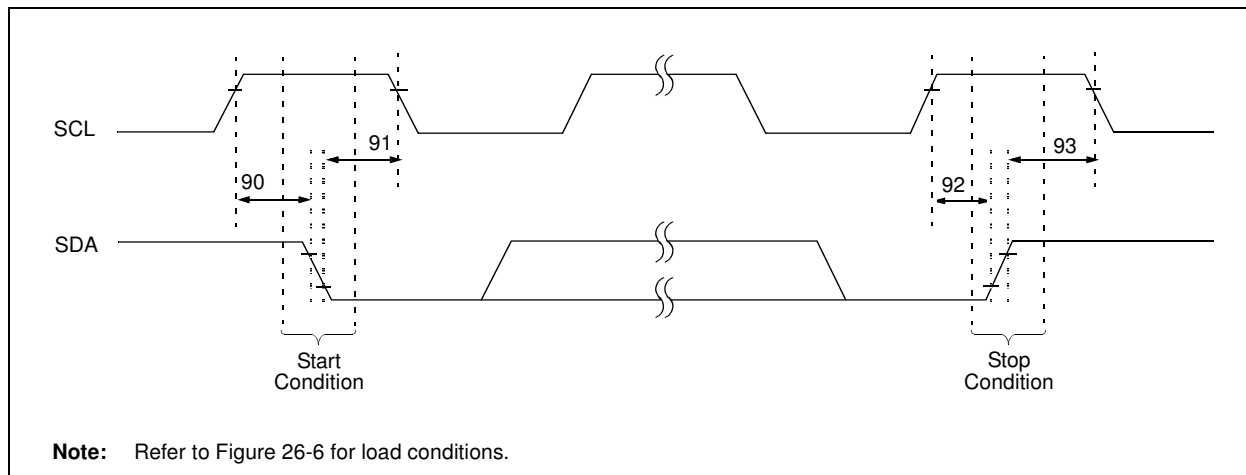 SCL
91
93
90
92
SDA
Start
Condition
Stop
Condition
Note: Refer to Figure 26-6 for load conditions.